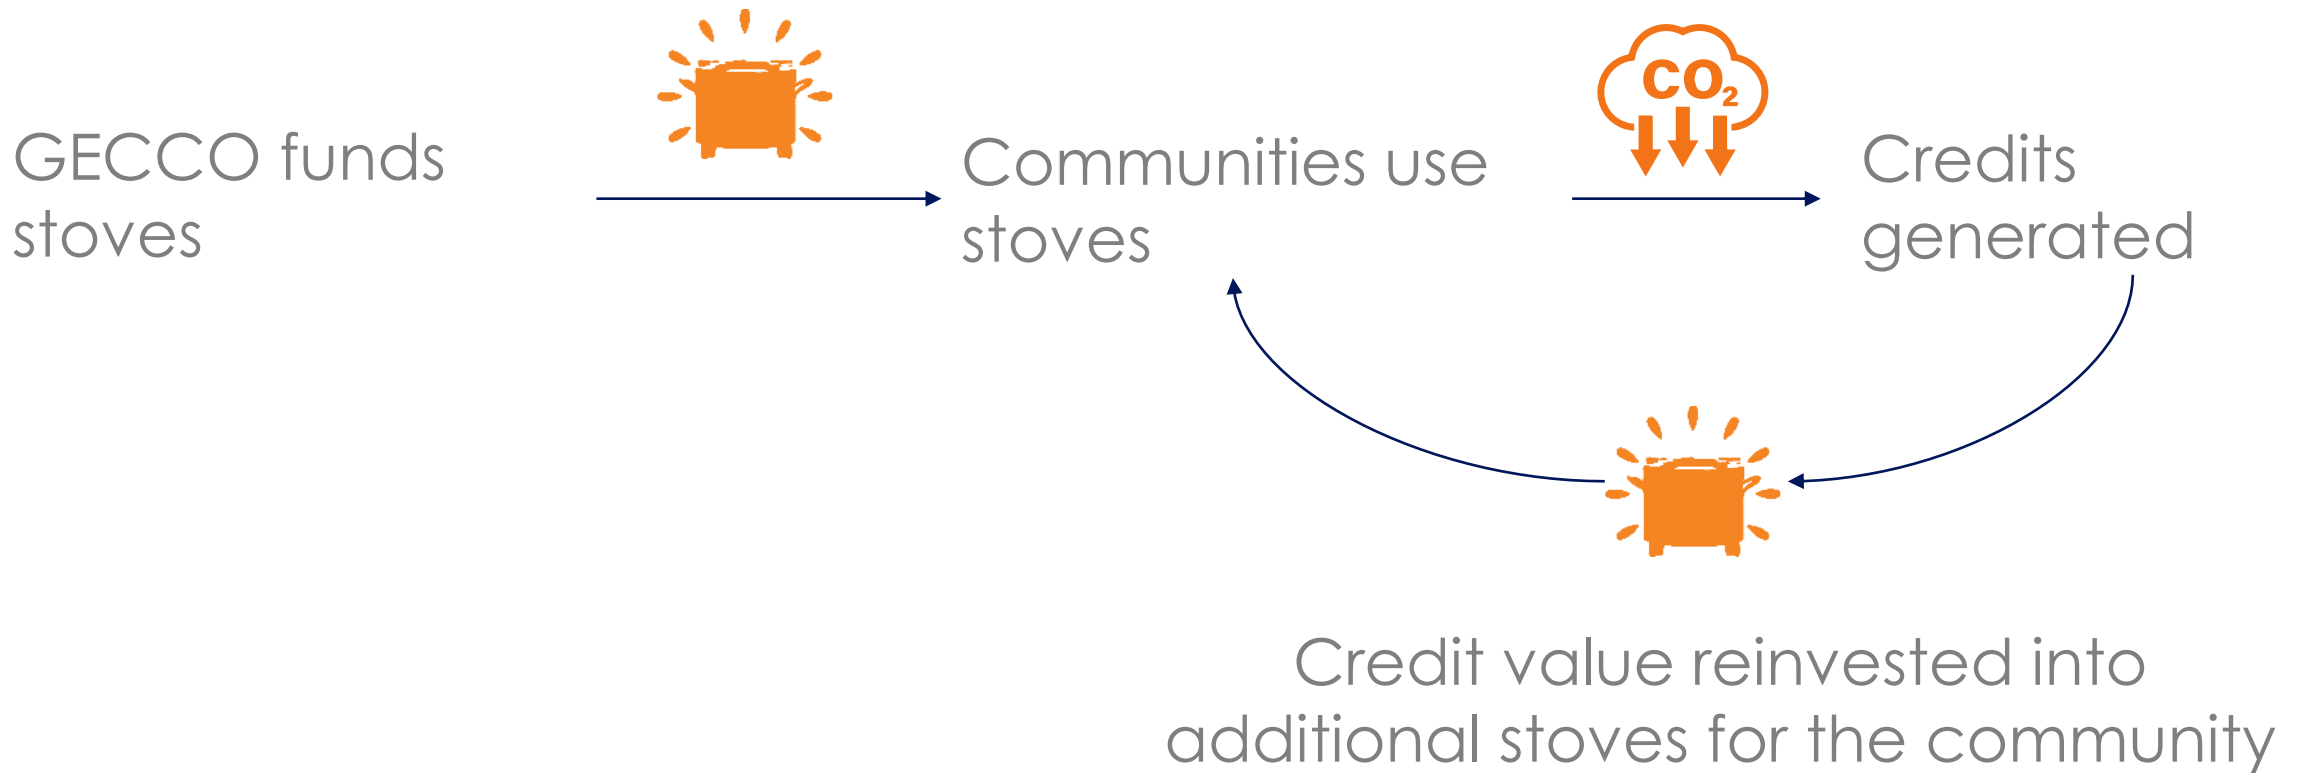 GECCO funds
stoves
Communities use
stoves
CO₂
Credits
generated
Credit value reinvested into
additional stoves for the community